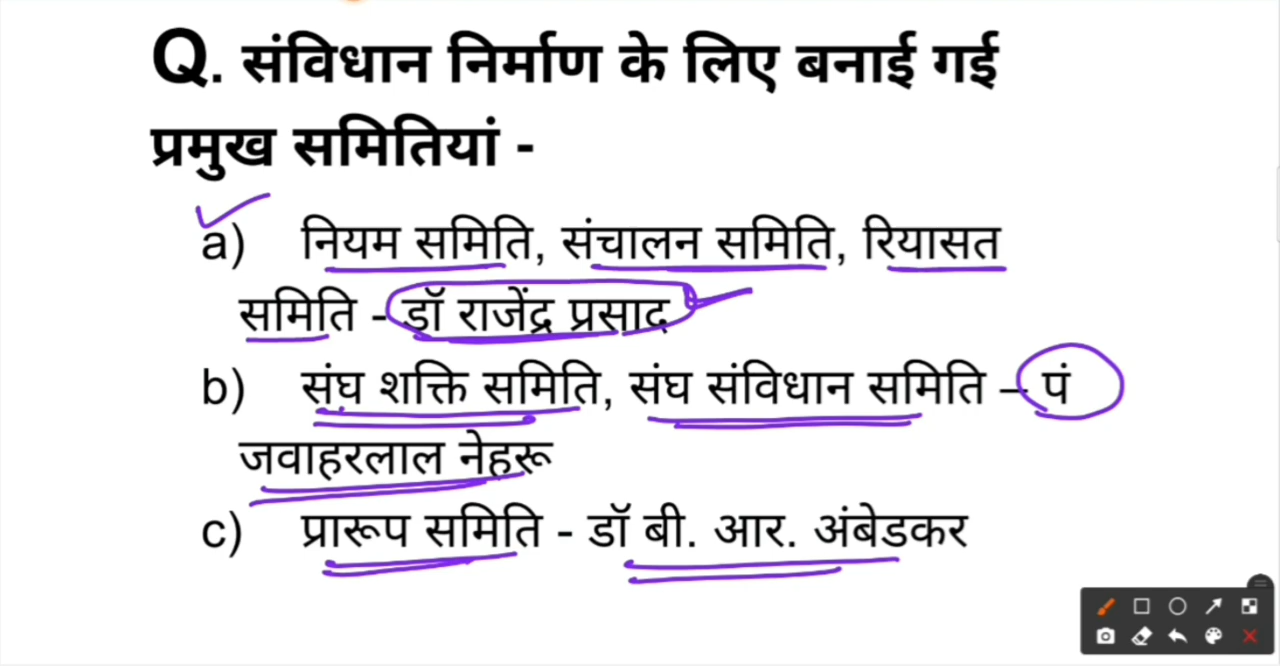 Q. संविधान निर्माण के लिए बनाई गई
प्रमुख समितियां -
a) नियम समिति, संचालन समिति, रियासत
समिति - डॉ राजेंद्र प्रसाद
b) संघ शक्ति समिति, संघ संविधान समिति – पं
जवाहरलाल नेहरू
c) प्रारूप समिति - डॉ बी. आर. अंबेडकर